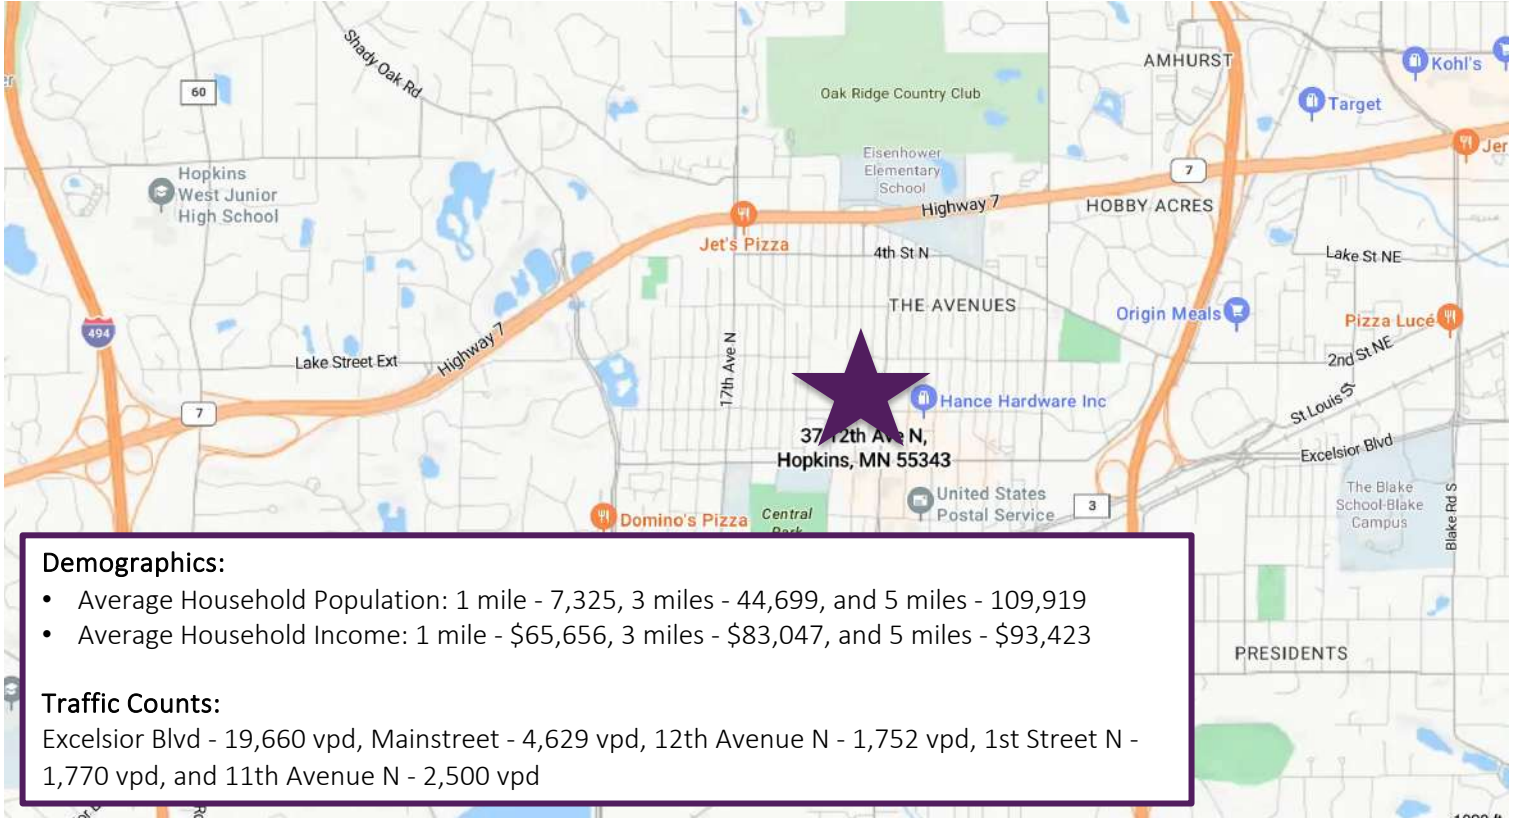 Shady Oak Rd
60
Hopkins
West Junior
High School
Oak Ridge Country Club
Eisenhower
Elementary
School
AMHURST
Kohl's
Target
Jer
7
Highway 7
HOBBY ACRES
Jet's Pizza
4th St N
Lake St NE
THE AVENUES
Origin Meals
Pizza Lucé
494
Lake Street Ext
Highway 7
17th Ave N
2nd St NE
7
Hance Hardware Inc
St Louis St
12th Ave N,
Hopkins, MN 55343
Excelsior Blvd
United States
Postal Service
3
The Blake
School-Blake
Campus
Blake Rd S
Domino's Pizza
Central
Park
Demographics:
• Average Household Population: 1 mile - 7,325, 3 miles - 44,699, and 5 miles - 109,919
• Average Household Income: 1 mile - $65,656, 3 miles - $83,047, and 5 miles - $93,423
Traffic Counts:
Excelsior Blvd - 19,660 vpd, Mainstreet - 4,629 vpd, 12th Avenue N - 1,752 vpd, 1st Street N -
1,770 vpd, and 11th Avenue N - 2,500 vpd
PRESIDENTS